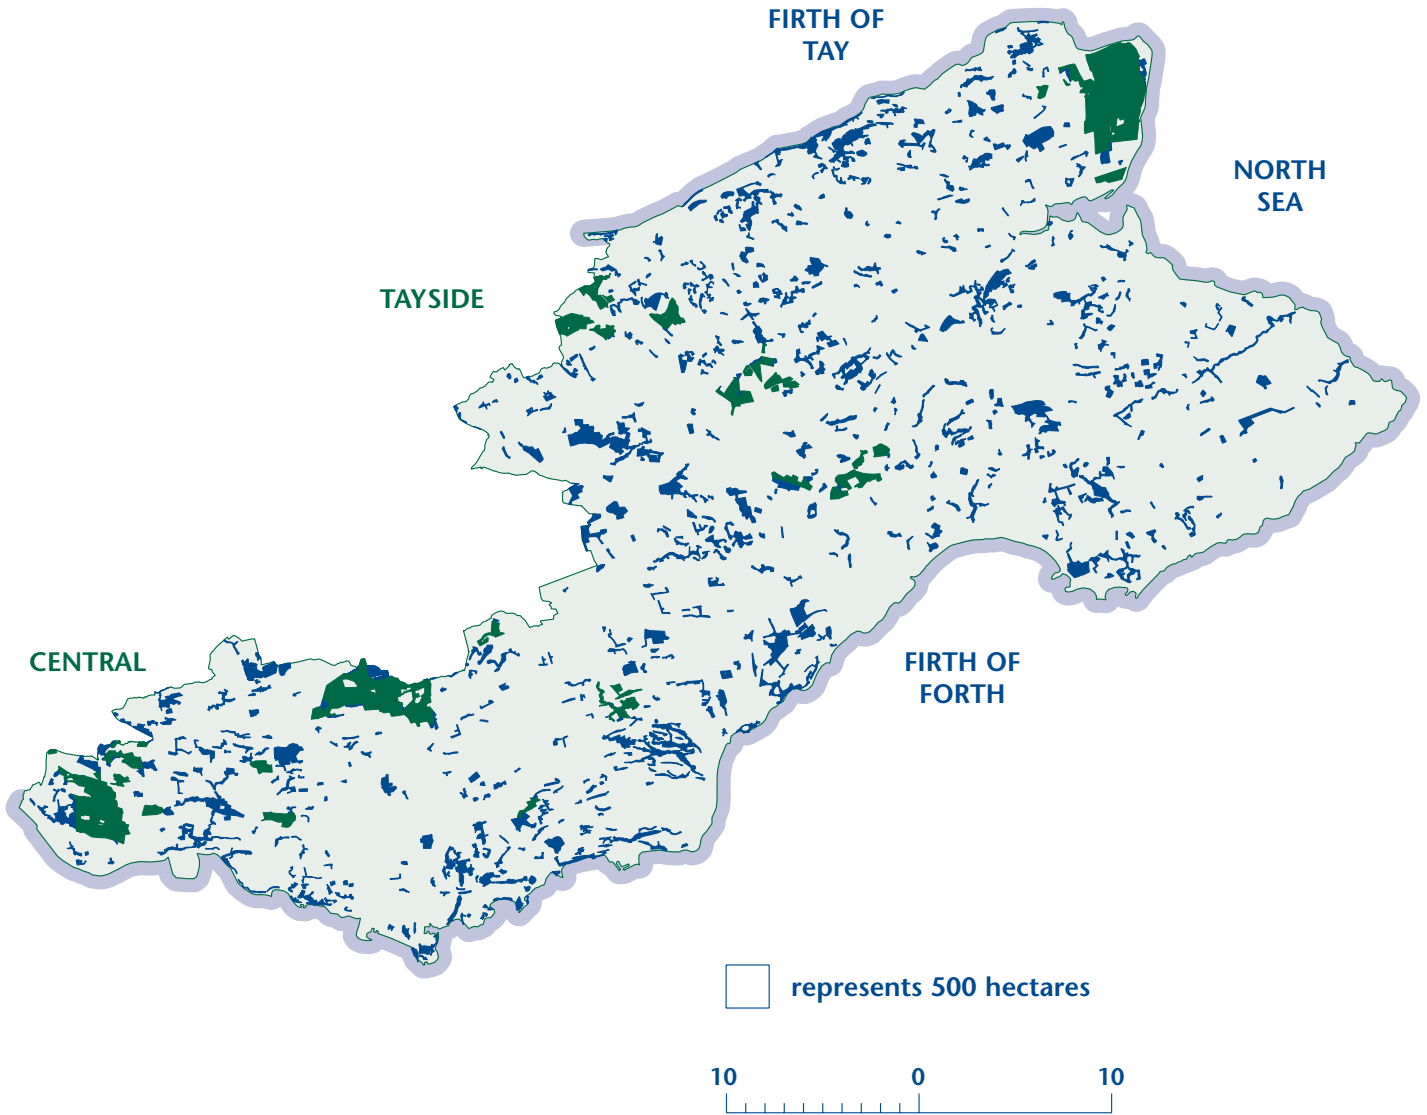 FIRTH OF
TAY
NORTH
SEA
TAYSIDE
CENTRAL
FIRTH OF
FORTH
represents 500 hectares
10 0 10